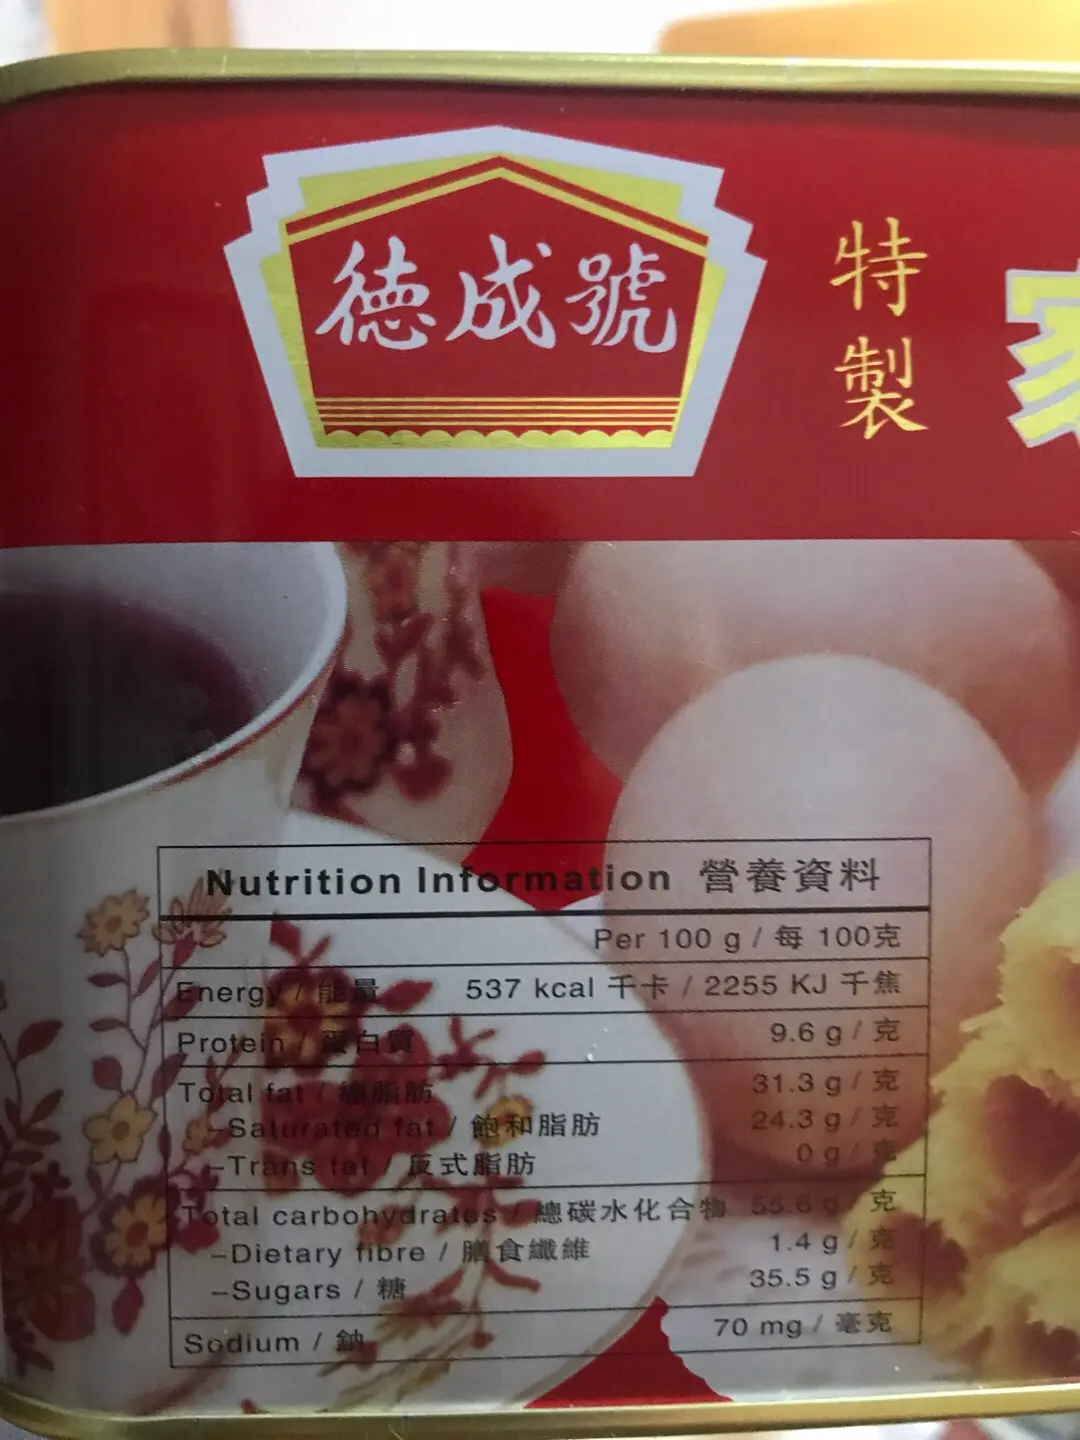 德成號
特製
家
Nutrition Information 營養資料
Per 100 g / 每 100克
Energy / 能量 537 kcal 千卡 / 2255 KJ 千焦
Protein / 蛋白質 9.6 g / 克
Total fat / 總脂肪 31.3 g / 克
–Saturated fat / 飽和脂肪 24.3 g / 克
–Trans fat / 反式脂肪 0 g / 克
Total carbohydrates / 總碳水化合物 55.6 g / 克
–Dietary fibre / 膳食纖維 1.4 g / 克
–Sugars / 糖 35.5 g / 克
Sodium / 鈉 70 mg / 毫克